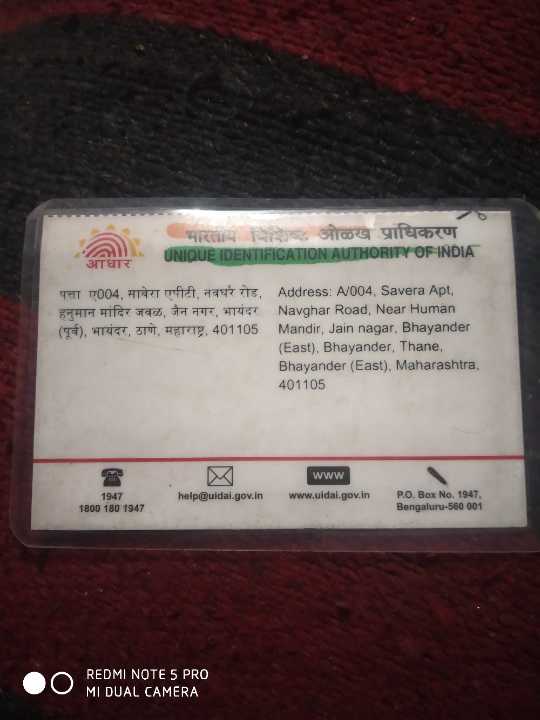 भारतीय विशिष्ट ओळख प्राधिकरण
UNIQUE IDENTIFICATION AUTHORITY OF INDIA
आधार
पत्ता ए004, सावेरा एपीटी, नवघर रोड,
हनुमान मांदिर जवळ, जैन नगर, भायंदर
(पूर्व), भायंदर, ठाणे, महाराष्ट्र, 401105
Address: A/004, Savera Apt,
Navghar Road, Near Human
Mandir, Jain nagar, Bhayander
(East), Bhayander, Thane,
Bhayander (East), Maharashtra,
401105
1947
1800 180 1947
help@uidai.gov.in
www
www.uidai.gov.in
P.O. Box No. 1947,
Bengaluru-560 001
REDMI NOTE 5 PRO
MI DUAL CAMERA